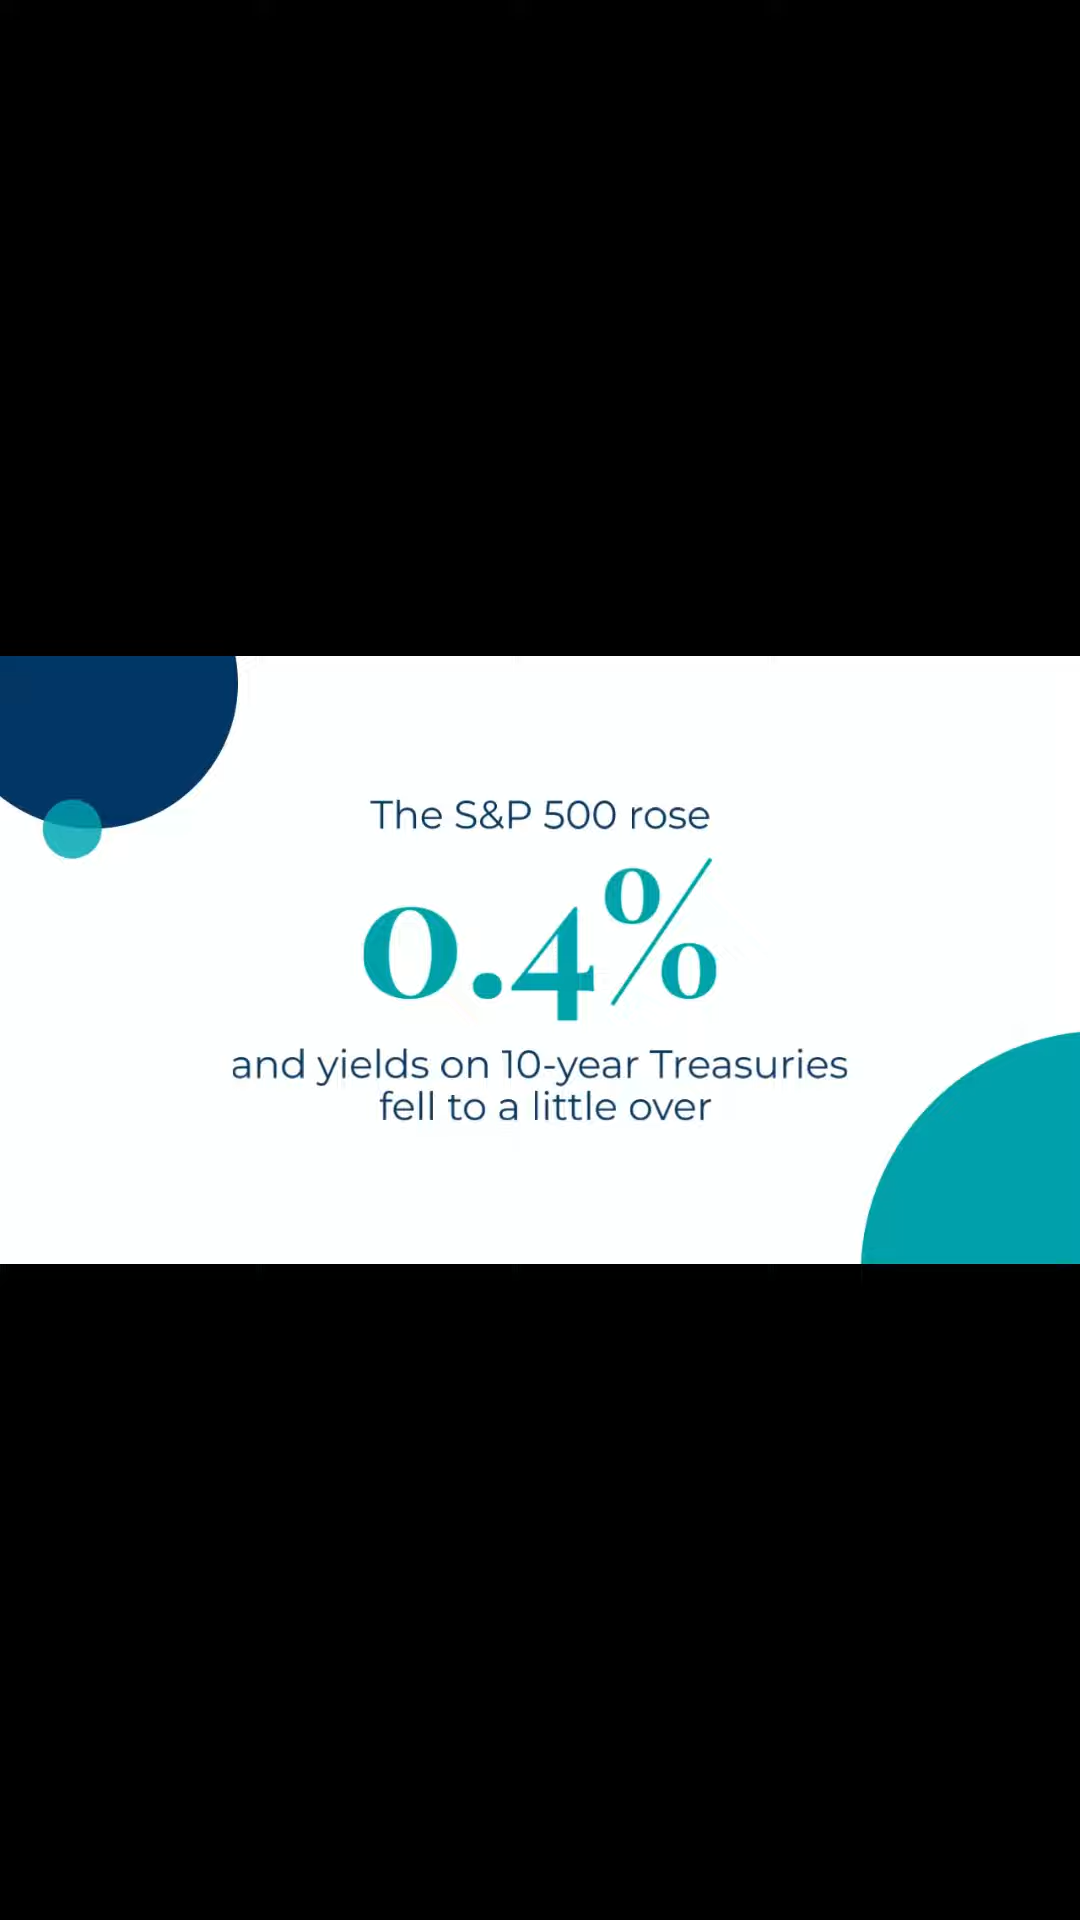 The S&P 500 rose
0.4%
and yields on 10-year Treasuries
fell to a little over